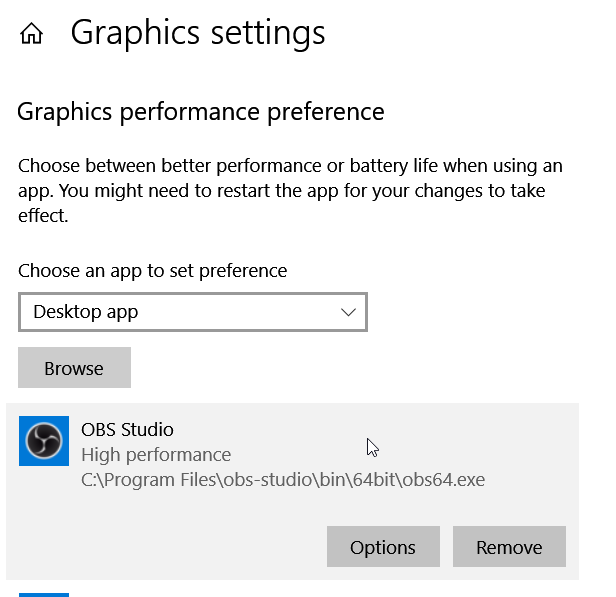 Graphics settings
Graphics performance preference
Choose between better performance or battery life when using an
app. You might need to restart the app for your changes to take
effect.
Choose an app to set preference
Desktop app
Browse
OBS Studio
High performance
C:\Program Files\obs-studio\bin\64bit\obs64.exe
Options Remove